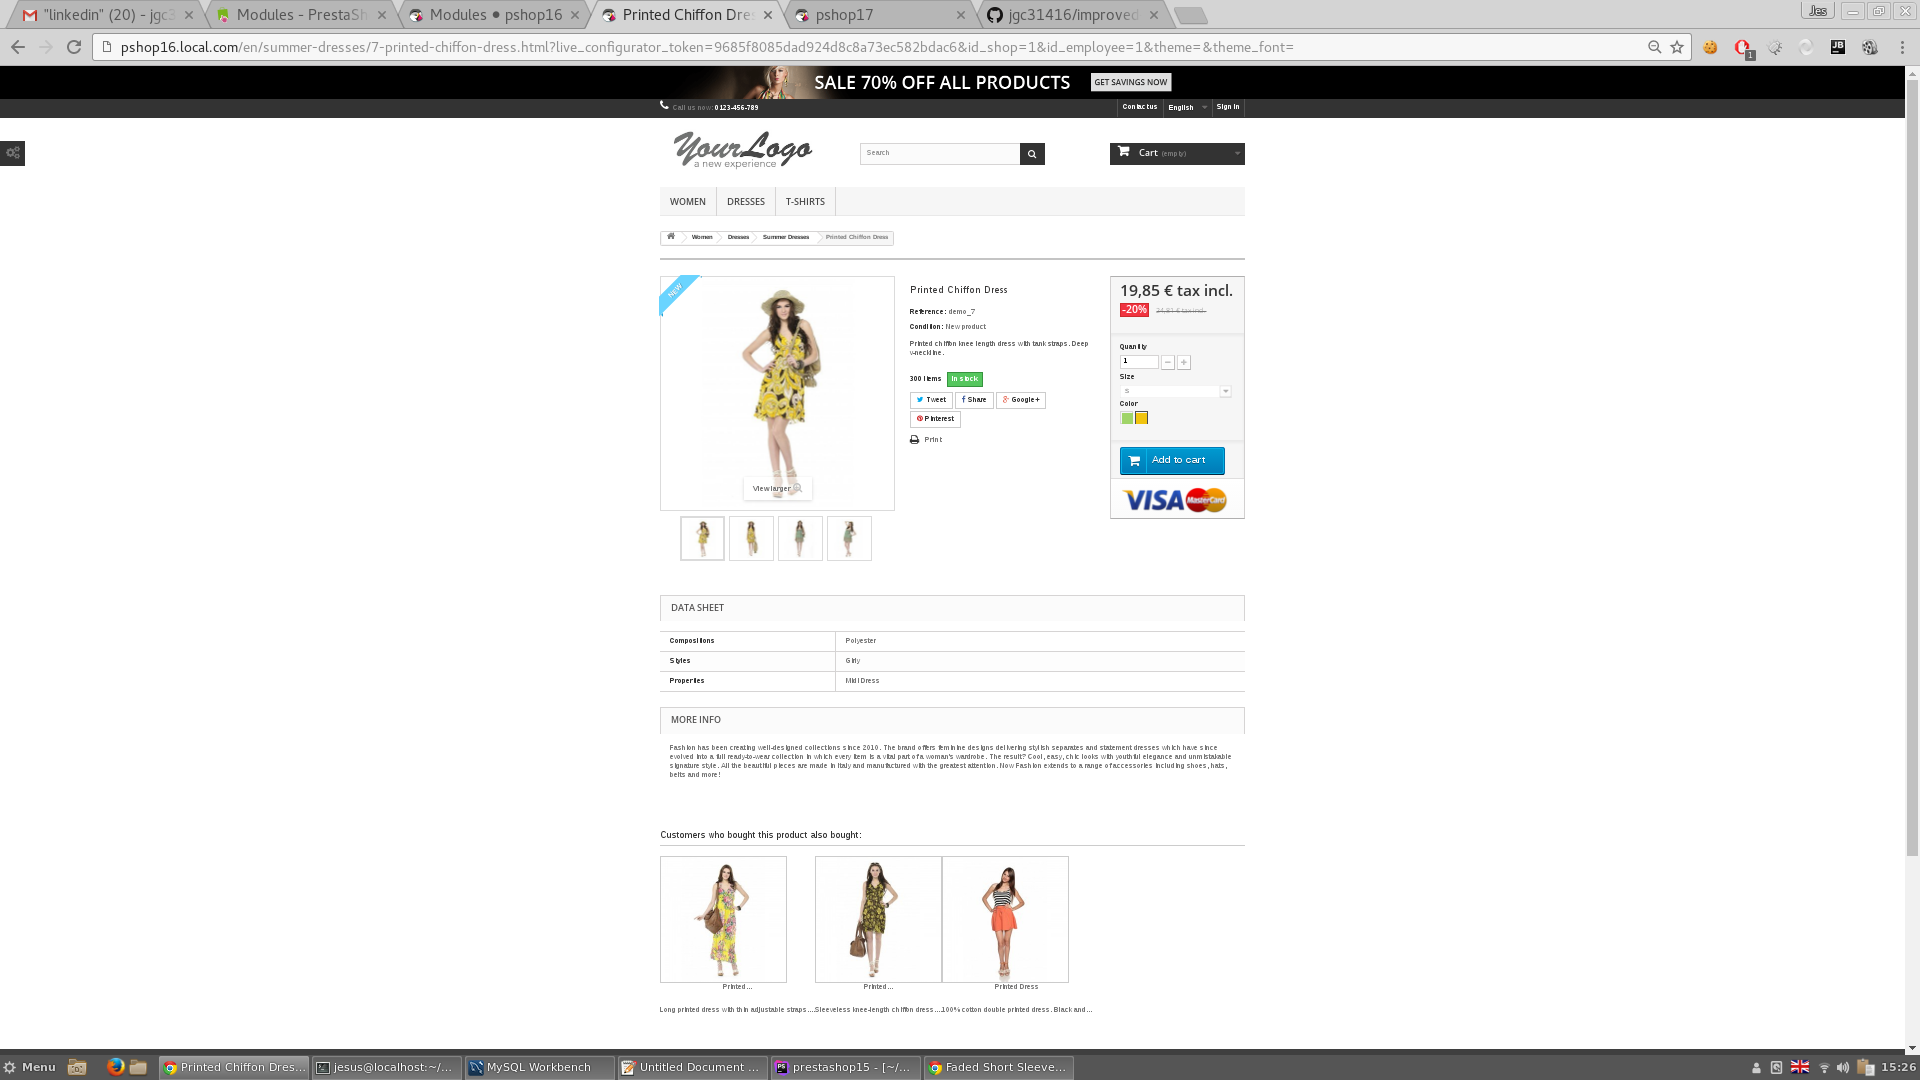 "linkedin" (20) - jgc3
Modules - PrestaSh
Modules • pshop16
Printed Chiffon Dre
pshop17
jgc31416/improved
Jes
pshop16.local.com/en/summer-dresses/7-printed-chiffon-dress.html?live_configurator_token=9685f8085dad924d8c8a73ec582bdac6&id_shop=1&id_employee=1&theme=&theme_font=
SALE 70% OFF ALL PRODUCTS
GET SAVINGS NOW
Call us now: 0123-456-789
Contact us
English
Sign in
YourLogo
a new experience
Search
Cart (empty)
WOMEN
DRESSES
T-SHIRTS
Women
Dresses
Summer Dresses
Printed Chiffon Dress
NEW
View larger
Printed Chiffon Dress
Reference: demo_7
Condition: New product
Printed chiffon knee length dress with tank straps. Deep
v-neckline.
300 Items In stock
Tweet
Share
Google+
Pinterest
Print
19,85 € tax incl.
-20% 24,81 € tax incl.
Quantity
1
Size
S
Color
Add to cart
VISA MasterCard
DATA SHEET
Compositions Polyester
Styles Girly
Properties Midi Dress
MORE INFO
Fashion has been creating well-designed collections since 2010. The brand offers feminine designs delivering stylish separates and statement dresses which have since
evolved into a full ready-to-wear collection in which every item is a vital part of a woman's wardrobe. The result? Cool, easy, chic looks with youthful elegance and unmistakable
signature style. All the beautiful pieces are made in Italy and manufactured with the greatest attention. Now Fashion extends to a range of accessories including shoes, hats,
belts and more!
Customers who bought this product also bought:
Printed...
Printed...
Printed Dress
Long printed dress with thin adjustable straps....
Sleeveless knee-length chiffon dress....
100% cotton double printed dress. Black and...
Menu
Printed Chiffon Dres...
jesus@localhost:~/...
MySQL Workbench
Untitled Document ...
prestashop15 - [~/...
Faded Short Sleeve...
15:26